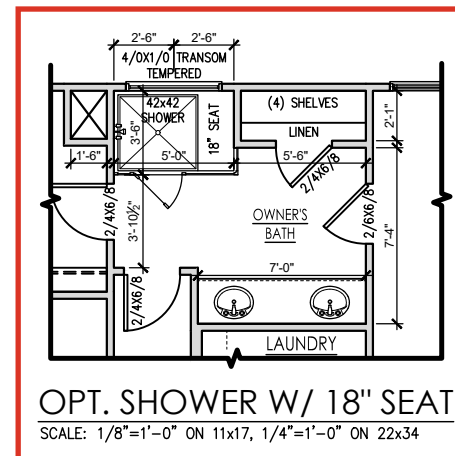 2'-6" 2'-6"
4/0X1/0 TRANSOM
TEMPERED
42x42
SHOWER
3'-6"
18" SEAT
(4) SHELVES
LINEN
2'-1"
1'-6"
5'-0"
5'-6"
2/4X6/8
2/4X6/8
3'-10½"
OWNER'S
BATH
2/6X6/8
7'-4"
7'-0"
2/4X6/8
LAUNDRY
OPT. SHOWER W/ 18" SEAT
SCALE: 1/8"=1'-0" ON 11x17, 1/4"=1'-0" ON 22x34